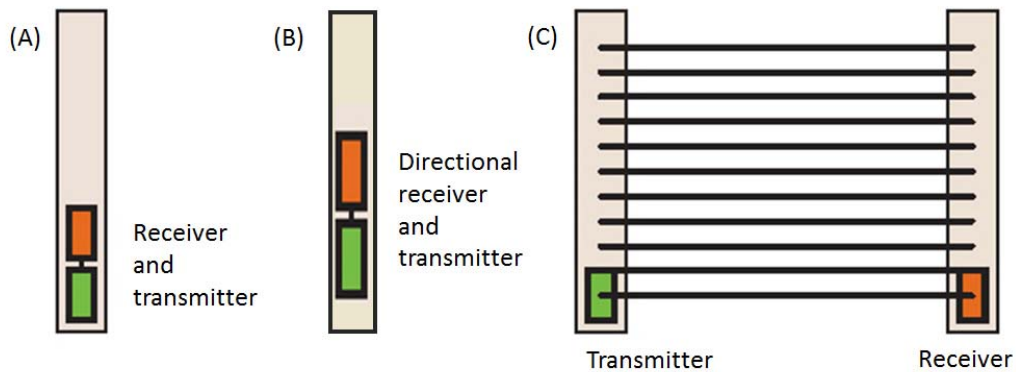 (A)
Receiver
and
transmitter
(B)
Directional
receiver
and
transmitter
(C)
Transmitter
Receiver